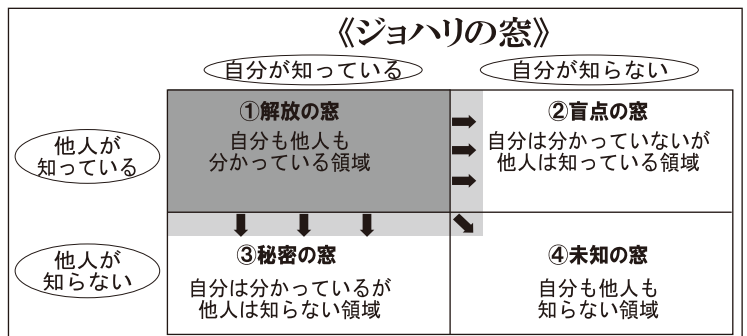 《ジョハリの窓》
自分が知っている
自分が知らない
他人が
知っている
①解放の窓
自分も他人も
分かっている領域
②盲点の窓
自分は分かっていないが
他人は知っている領域
他人が
知らない
③秘密の窓
自分は分かっているが
他人は知らない領域
④未知の窓
自分も他人も
知らない領域